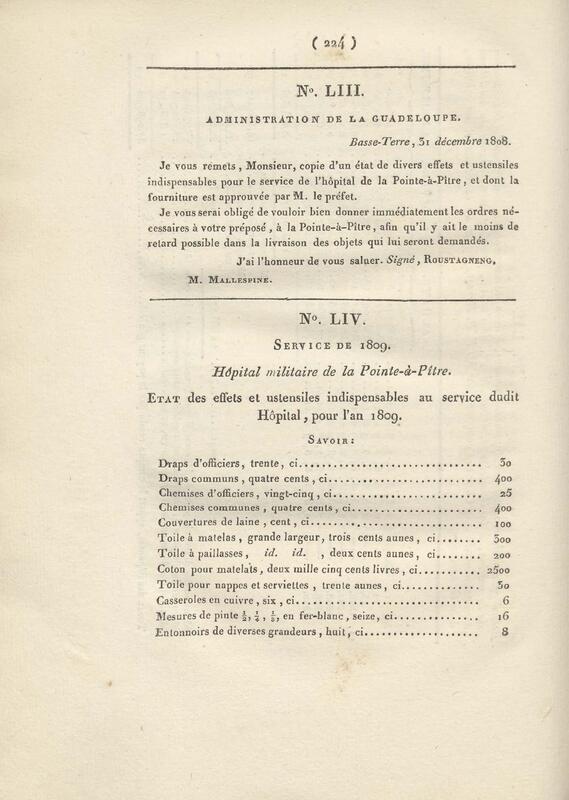 ( 224 )
N°. LIII.
ADMINISTRATION DE LA GUADELOUPE.
Basse-Terre, 31 décembre 1808.
Je vous remets, Monsieur, copie d'un état de divers effets et ustensiles
indispensables pour le service de l'hôpital de la Pointe-à-Pître, et dont la
fourniture est approuvée par M. le préfet.
Je vous serai obligé de vouloir bien donner immédiatement les ordres né-
cessaires à votre préposé, à la Pointe-à-Pître, afin qu'il y ait le moins de
retard possible dans la livraison des objets qui lui seront demandés.
J'ai l'honneur de vous saluer. Signé, ROUSTAGNENG,
M. MALLESPINE.
N°. LIV.
SERVICE DE 1809.
Hôpital militaire de la Pointe-à-Pître.
ETAT des effets et ustensiles indispensables au service dudit
Hôpital, pour l'an 1809.
SAVOIR:
Draps d'officiers, trente, ci.............................. 30
Draps communs, quatre cents, ci......................... 400
Chemises d'officiers, vingt-cinq, ci........................ 25
Chemises communes, quatre cents, ci..................... 400
Couvertures de laine, cent, ci............................ 100
Toile à matelas, grande largeur, trois cents aunes, ci........ 300
Toile à paillasses, id. id. , deux cents aunes, ci........ 200
Coton pour matelats, deux mille cinq cents livres, ci.......... 2500
Toile pour nappes et serviettes, trente aunes, ci............. 30
Casseroles en cuivre, six, ci.............................. 6
Mesures de pinte ½, ¼, ⅛, en fer-blanc, seize, ci............. 16
Entonnoirs de diverses grandeurs, huit, ci................... 8